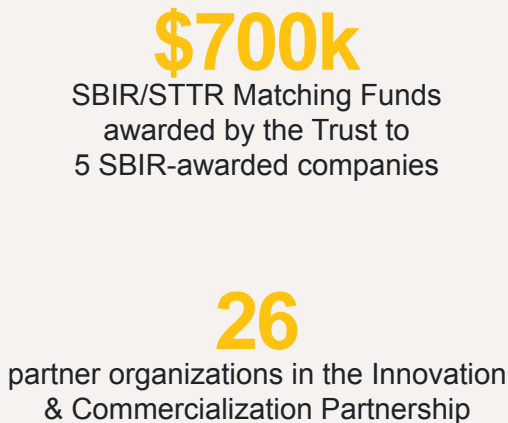 $700k
SBIR/STTR Matching Funds
awarded by the Trust to
5 SBIR-awarded companies
26
partner organizations in the Innovation
& Commercialization Partnership